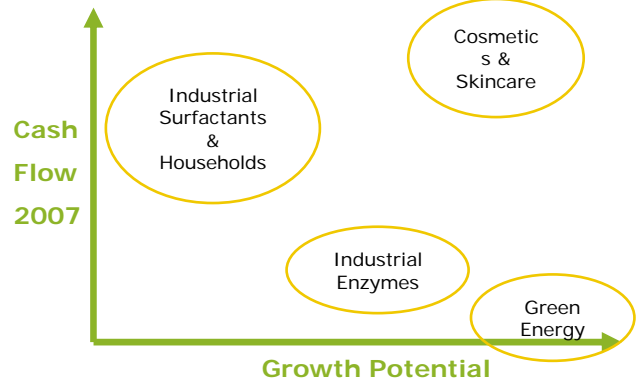 Cosmetic
s &
Skincare
Industrial
Surfactants
&
Households
Cash
Flow
2007
Industrial
Enzymes
Green
Energy
Growth Potential